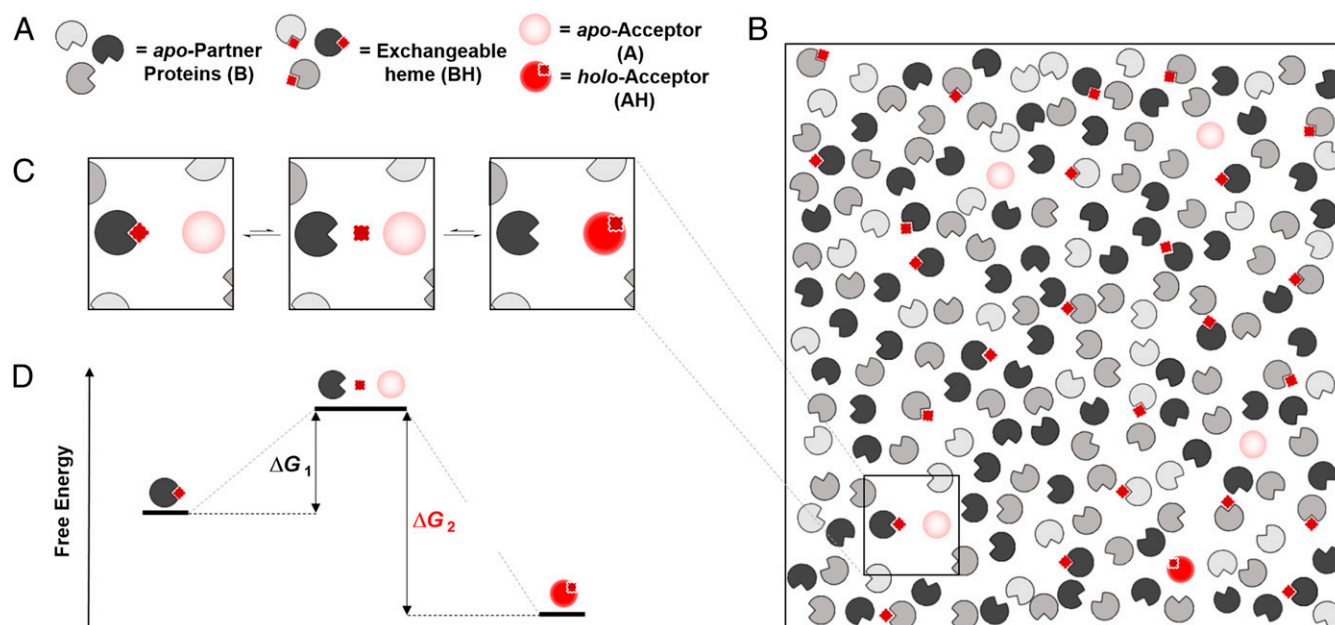 A
= apo-Partner
Proteins (B)
= Exchangeable
heme (BH)
= apo-Acceptor
(A)
= holo-Acceptor
(AH)
B
C
D
Free Energy
ΔG1
ΔG2